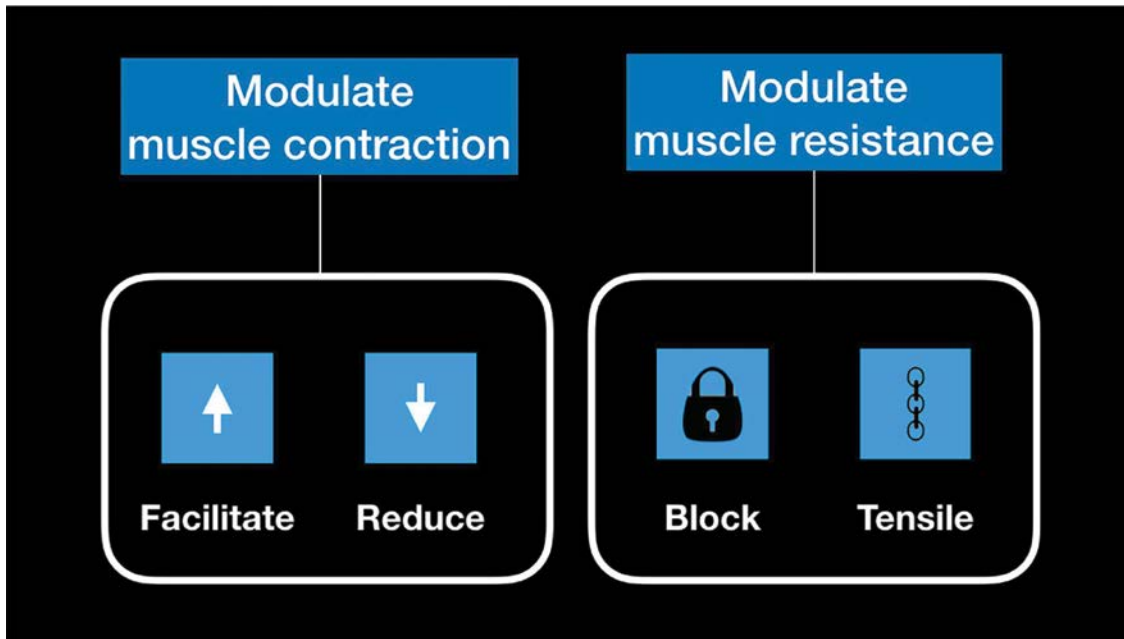 Modulate
muscle contraction
Modulate
muscle resistance
Facilitate
Reduce
Block
Tensile